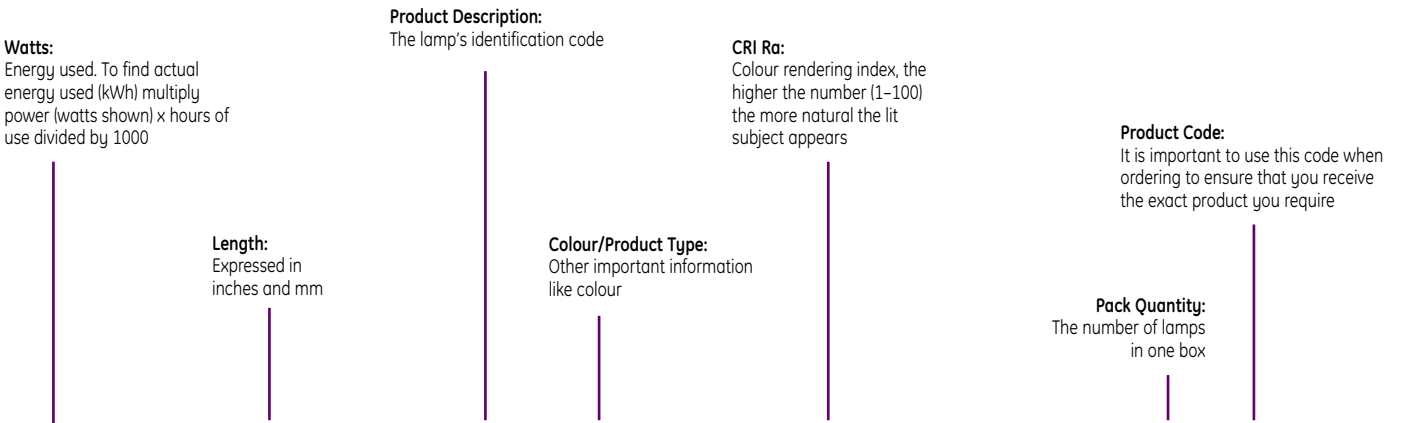 Product Description:
The lamp's identification code
Watts:
Energy used. To find actual
energy used (kWh) multiply
power (watts shown) x hours of
use divided by 1000
CRI Ra:
Colour rendering index, the
higher the number (1–100)
the more natural the lit
subject appears
Product Code:
It is important to use this code when
ordering to ensure that you receive
the exact product you require
Length:
Expressed in
inches and mm
Colour/Product Type:
Other important information
like colour
Pack Quantity:
The number of lamps
in one box